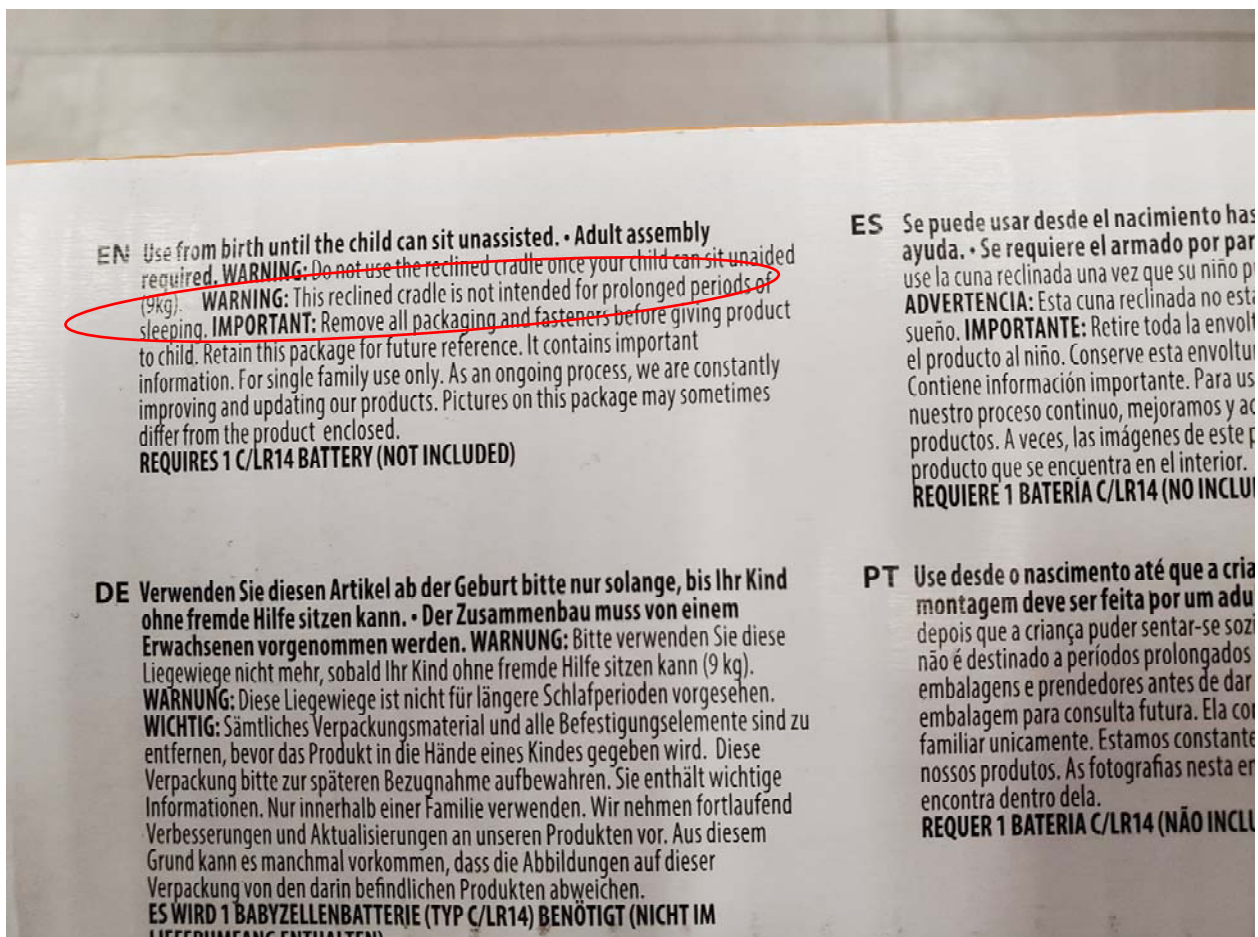 EN Use from birth until the child can sit unassisted. • Adult assembly
required. WARNING: Do not use the reclined cradle once your child can sit unaided
(9kg). WARNING: This reclined cradle is not intended for prolonged periods of
sleeping. IMPORTANT: Remove all packaging and fasteners before giving product
to child. Retain this package for future reference. It contains important
information. For single family use only. As an ongoing process, we are constantly
improving and updating our products. Pictures on this package may sometimes
differ from the product enclosed.
REQUIRES 1 C/LR14 BATTERY (NOT INCLUDED)
ES Se puede usar desde el nacimiento
ayuda. • Se requiere el armado por
use la cuna reclinada una vez que su niño
ADVERTENCIA: Esta cuna reclinada no
sueño. IMPORTANTE: Retire toda la
el producto al niño. Conserve esta
Contiene información importante. Para
nuestro proceso continuo, mejoramos y
productos. A veces, las imágenes de este
producto que se encuentra en el interior.
REQUIERE 1 BATERÍA C/LR14 (NO
DE Verwenden Sie diesen Artikel ab der Geburt bitte nur solange, bis Ihr Kind
ohne fremde Hilfe sitzen kann. • Der Zusammenbau muss von einem
Erwachsenen vorgenommen werden. WARNUNG: Bitte verwenden Sie diese
Liegewiege nicht mehr, sobald Ihr Kind ohne fremde Hilfe sitzen kann (9 kg).
WARNUNG: Diese Liegewiege ist nicht für längere Schlafperioden vorgesehen.
WICHTIG: Sämtliches Verpackungsmaterial und alle Befestigungselemente sind zu
entfernen, bevor das Produkt in die Hände eines Kindes gegeben wird. Diese
Verpackung bitte zur späteren Bezugnahme aufbewahren. Sie enthält wichtige
Informationen. Nur innerhalb einer Familie verwenden. Wir nehmen fortlaufend
Verbesserungen und Aktualisierungen an unseren Produkten vor. Aus diesem
Grund kann es manchmal vorkommen, dass die Abbildungen auf dieser
Verpackung von den darin befindlichen Produkten abweichen.
ES WIRD 1 BABYZELLENBATTERIE (TYP C/LR14) BENÖTIGT (NICHT IM
PT Use desde o nascimento até que a
montagem deve ser feita por um
depois que a criança puder sentar-se
não é destinado a períodos prolongados
embalagens e prendedores antes de dar
embalagem para consulta futura. Ela
familiar unicamente. Estamos
nossos produtos. As fotografias nesta
encontra dentro dela.
REQUER 1 BATERIA C/LR14 (NÃO